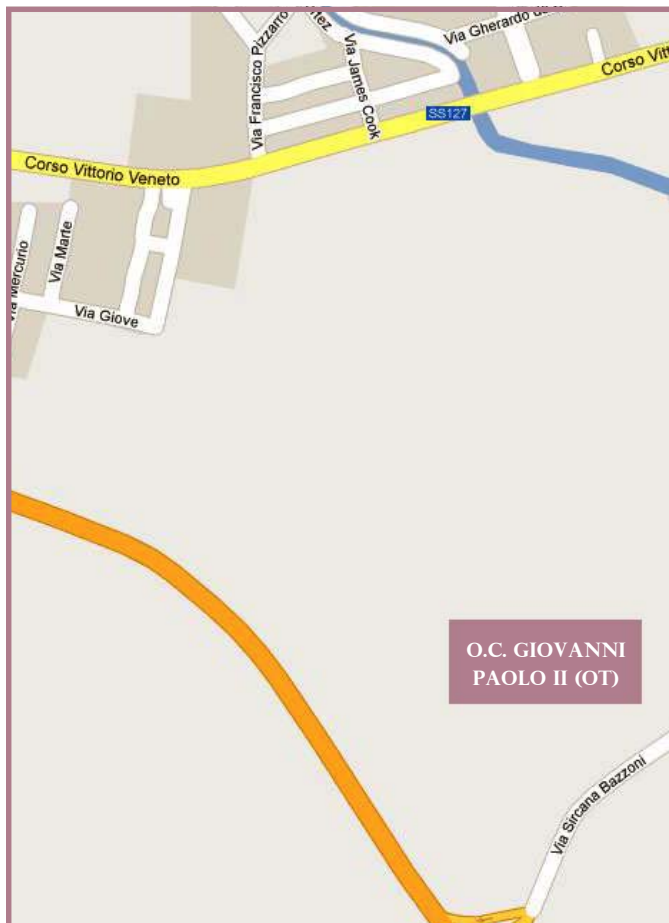 Via Gherardo d
Via Francisco Pizzarro
Via James Cook
Corso Vitt
SS127
Corso Vittorio Veneto
Via Marte
Via Mercurio
Via Giove
O.C. GIOVANNI
PAOLO II (OT)
Via Sircana Bazzoni